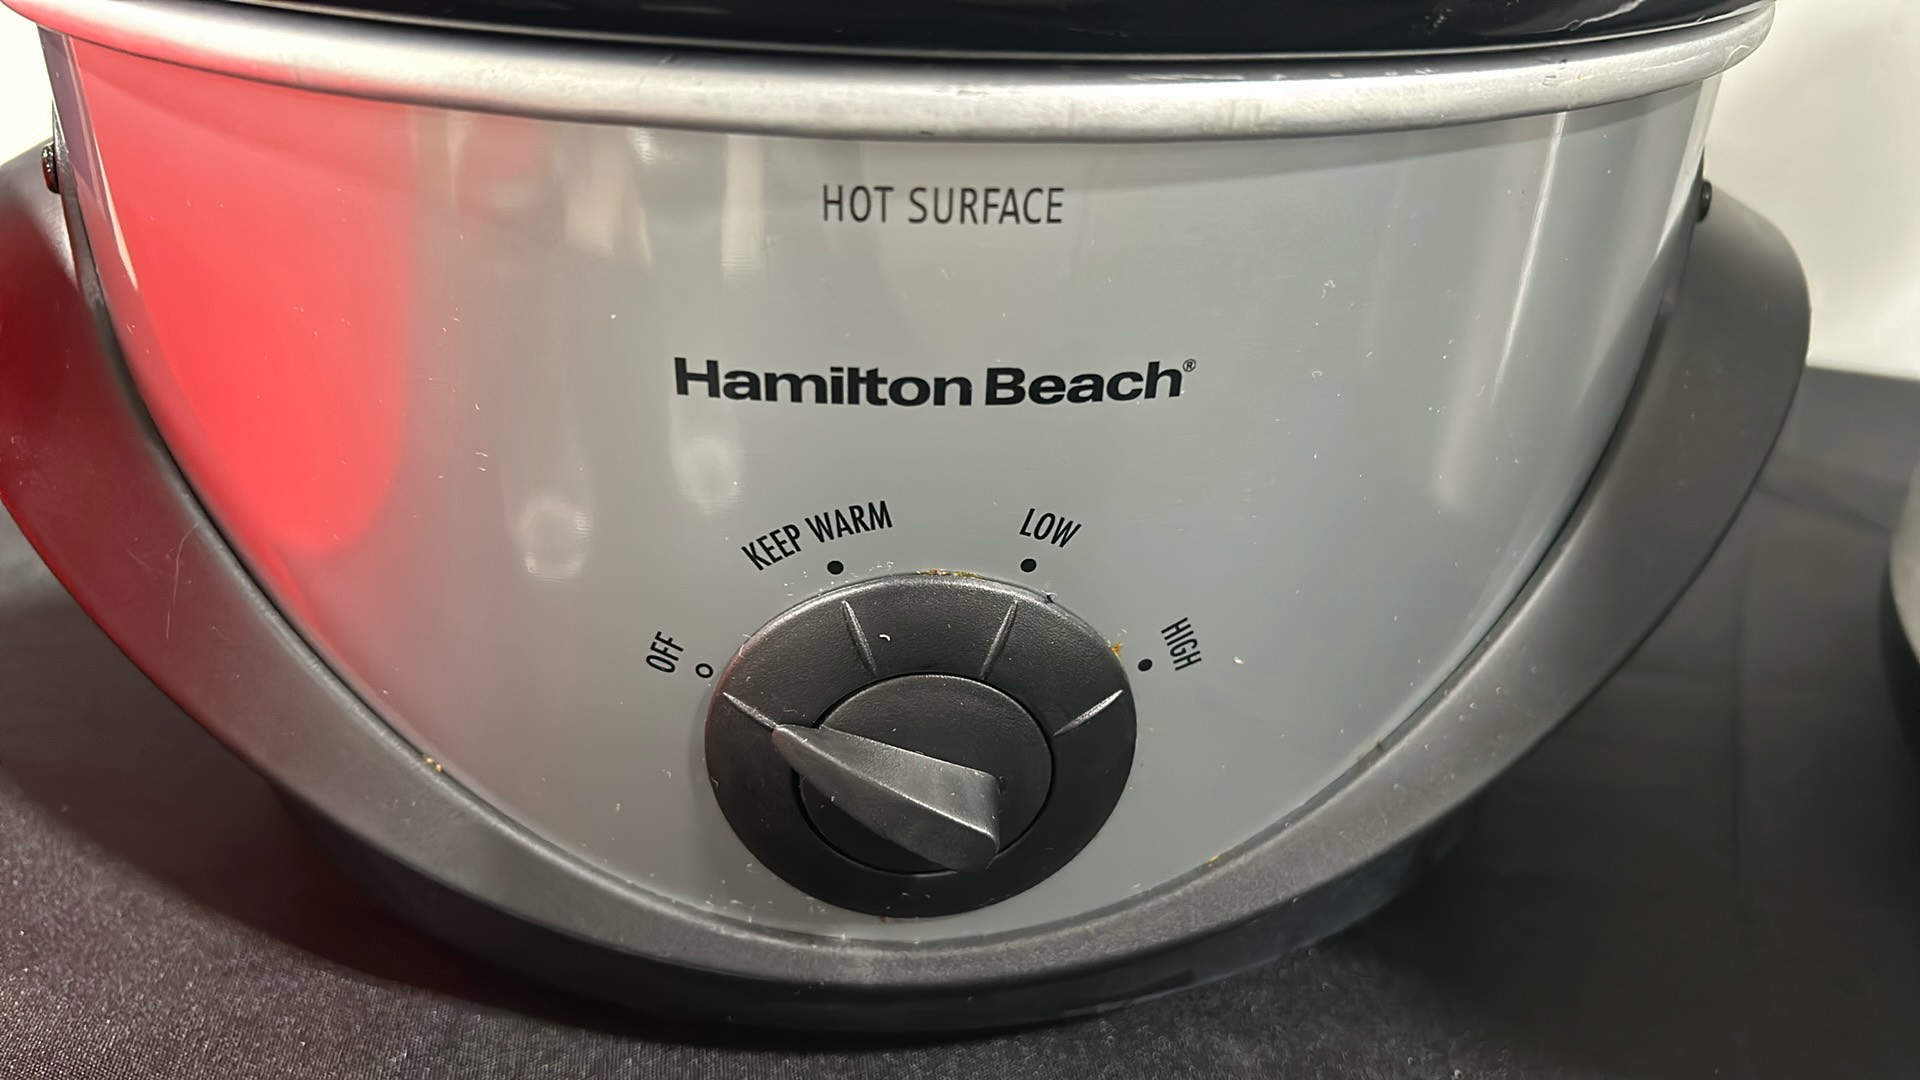 HOT SURFACE
Hamilton Beach®
KEEP WARM
LOW
OFF
HIGH